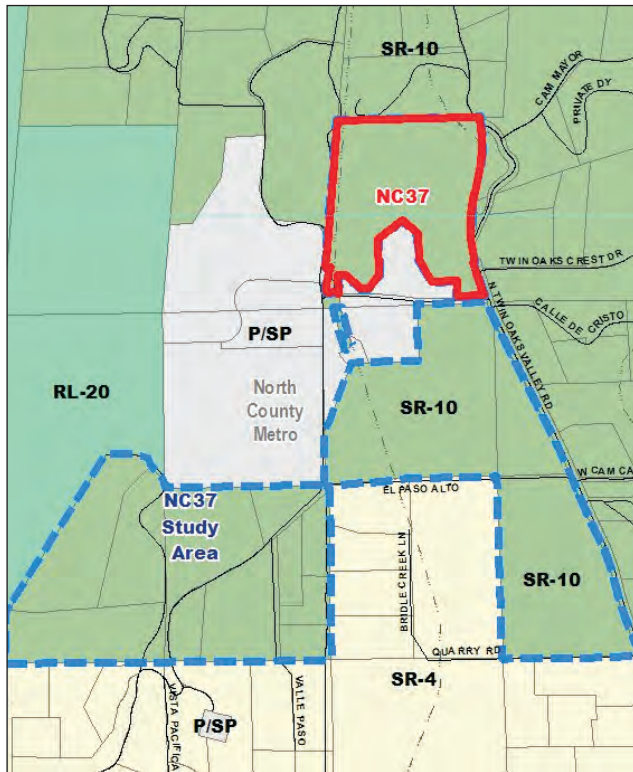 SR-10
CAM MAYOR
PRIVATE DY
NC37
TWIN OAKS CREST DR
N TWIN OAKS VALLEY RD
CALLE DE CRISTO
P/SP
RL-20
North
County
Metro
SR-10
W CAM CA
EL PASO ALTO
NC37
Study
Area
BRIDLE CREEK LN
SR-10
QUARRY RD
SR-4
VISTA PACIFICA
VALLE PASO
P/SP